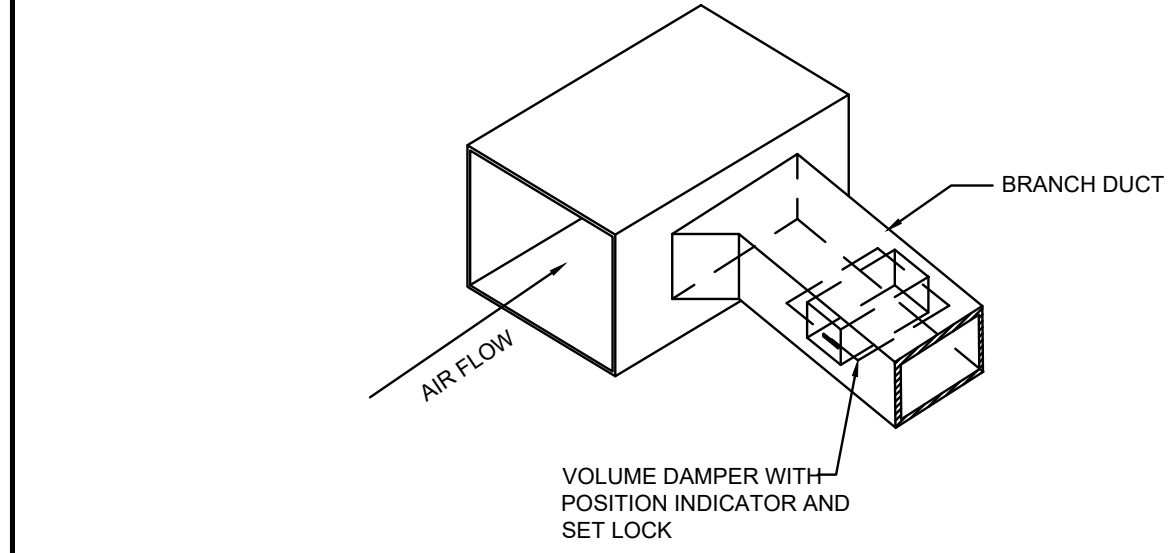 BRANCH DUCT
AIR FLOW
VOLUME DAMPER WITH
POSITION INDICATOR AND
SET LOCK